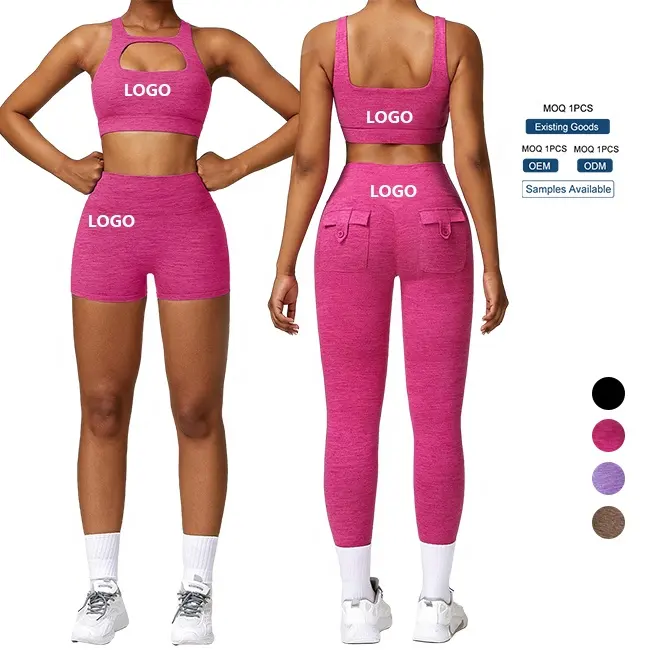 LOGO
LOGO
LOGO
LOGO
MOQ 1PCS
Existing Goods
MOQ 1PCS MOQ 1PCS
OEM ODM
Samples Available